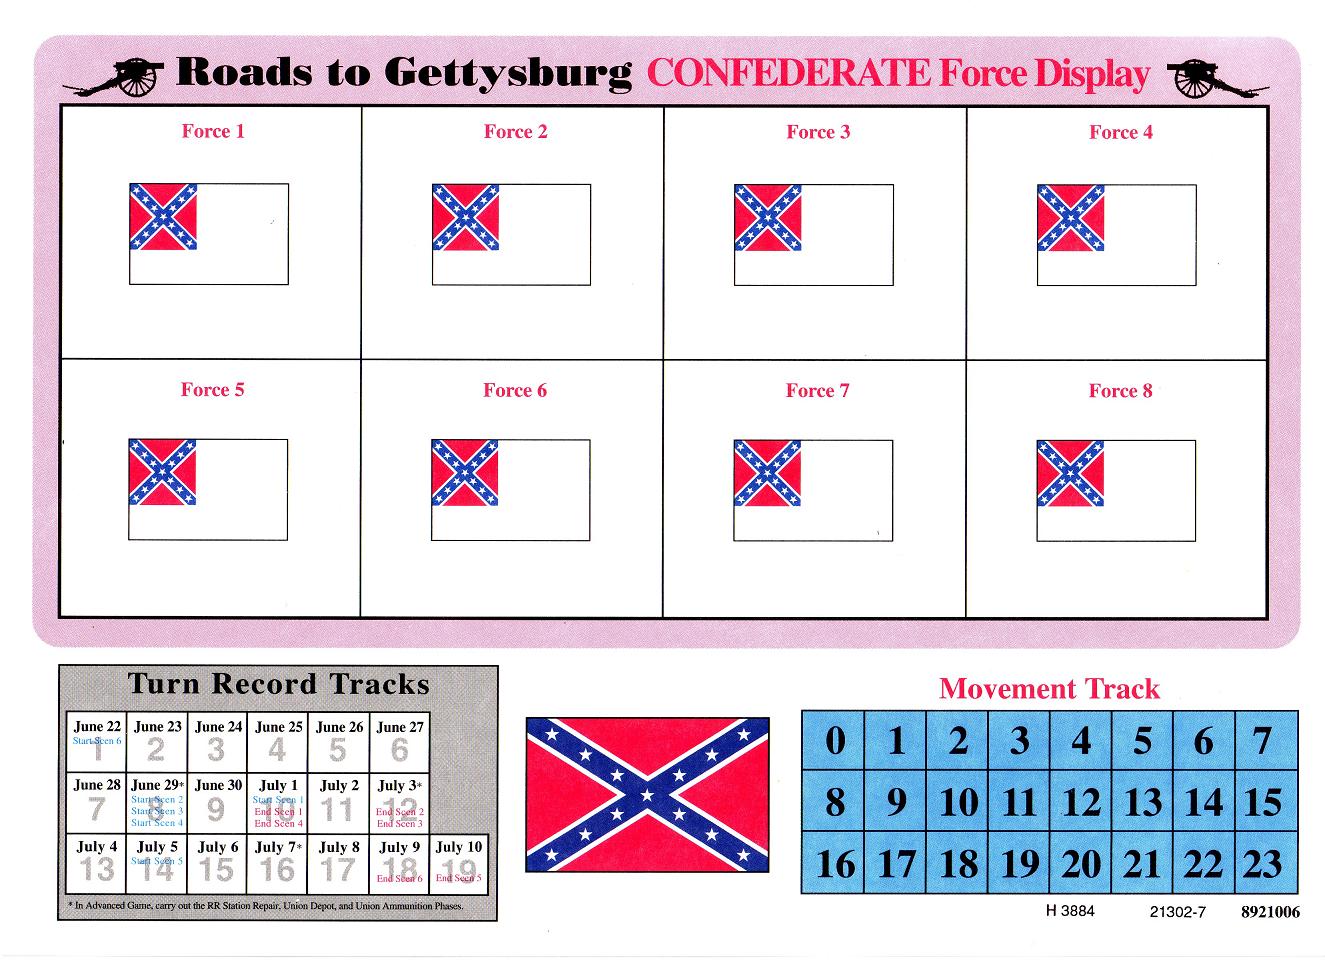 Roads to Gettysburg CONFEDERATE Force Display
Force 1
Force 2
Force 3
Force 4
Force 5
Force 6
Force 7
Force 8
Turn Record Tracks
June 22 June 23 June 24 June 25 June 26 June 27
Start Scen 6
1 2 3 4 5 6
June 28 June 29* June 30 July 1 July 2 July 3*
Start Scen 2 Start Scen 1
Start Scen 3 End Scen 1 End Scen 2
Start Scen 4 End Scen 4 End Scen 3
7 8 9 10 11 12
July 4 July 5 July 6 July 7* July 8 July 9 July 10
Start Scen 5
13 14 15 16 17 18 19
End Scen 6 End Scen 5
* In Advanced Game, carry out the RR Station Repair, Union Depot, and Union Ammunition Phases.
Movement Track
0 1 2 3 4 5 6 7
8 9 10 11 12 13 14 15
16 17 18 19 20 21 22 23
H 3884 21302-7 8921006